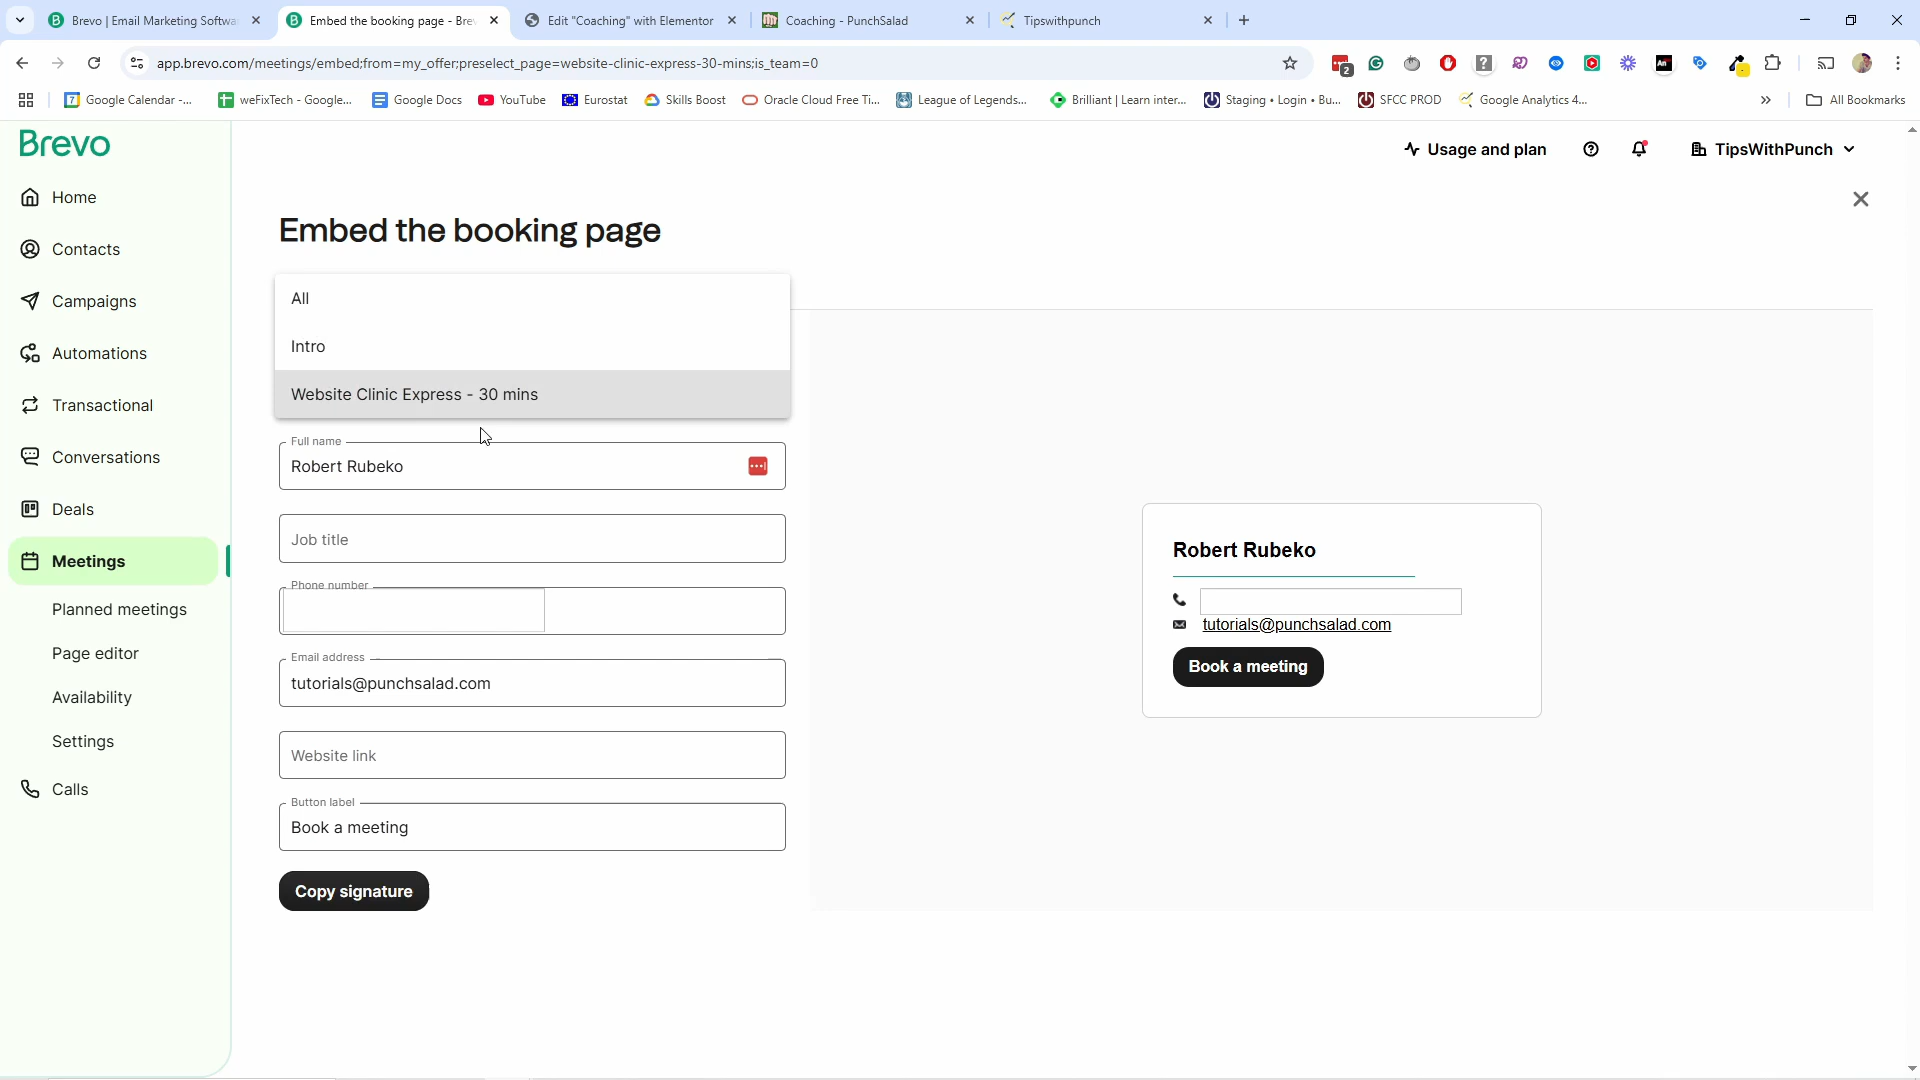 Brevo | Email Marketing Softwa
Embed the booking page - Brev
Edit "Coaching" with Elementor
Coaching - PunchSalad
Tipswithpunch
app.brevo.com/meetings/embed;from=my_offer;preselect_page=website-clinic-express-30-mins;is_team=0
2
Google Calendar -...
weFixTech - Google...
Google Docs
YouTube
Eurostat
Skills Boost
Oracle Cloud Free Ti...
League of Legends...
Brilliant | Learn inter...
Staging • Login • Bu...
SFCC PROD
Google Analytics 4...
All Bookmarks
Brevo
Usage and plan
TipsWithPunch
Home
Contacts
Campaigns
Automations
Transactional
Conversations
Deals
Meetings
Planned meetings
Page editor
Availability
Settings
Calls
Embed the booking page
All
Intro
Website Clinic Express - 30 mins
Full name
Robert Rubeko
Job title
Phone number
Email address
tutorials@punchsalad.com
Website link
Button label
Book a meeting
Copy signature
Robert Rubeko
tutorials@punchsalad.com
Book a meeting